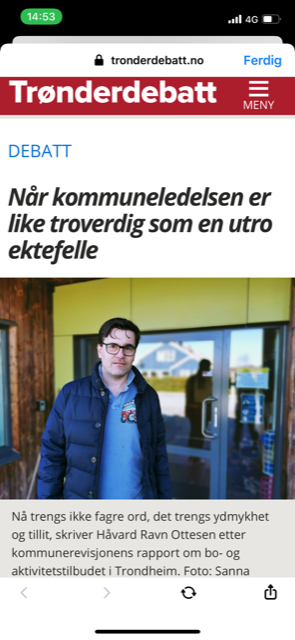 14:53
4G
tronderdebatt.no
Ferdig
Trønderdebatt
MENY
DEBATT
Når kommuneledelsen er
like troverdig som en utro
ektefelle
Nå trengs ikke fagre ord, det trengs ydmykhet
og tillit, skriver Håvard Ravn Ottesen etter
kommunerevisjonens rapport om bo- og
aktivitetstilbudet i Trondheim. Foto: Sanna